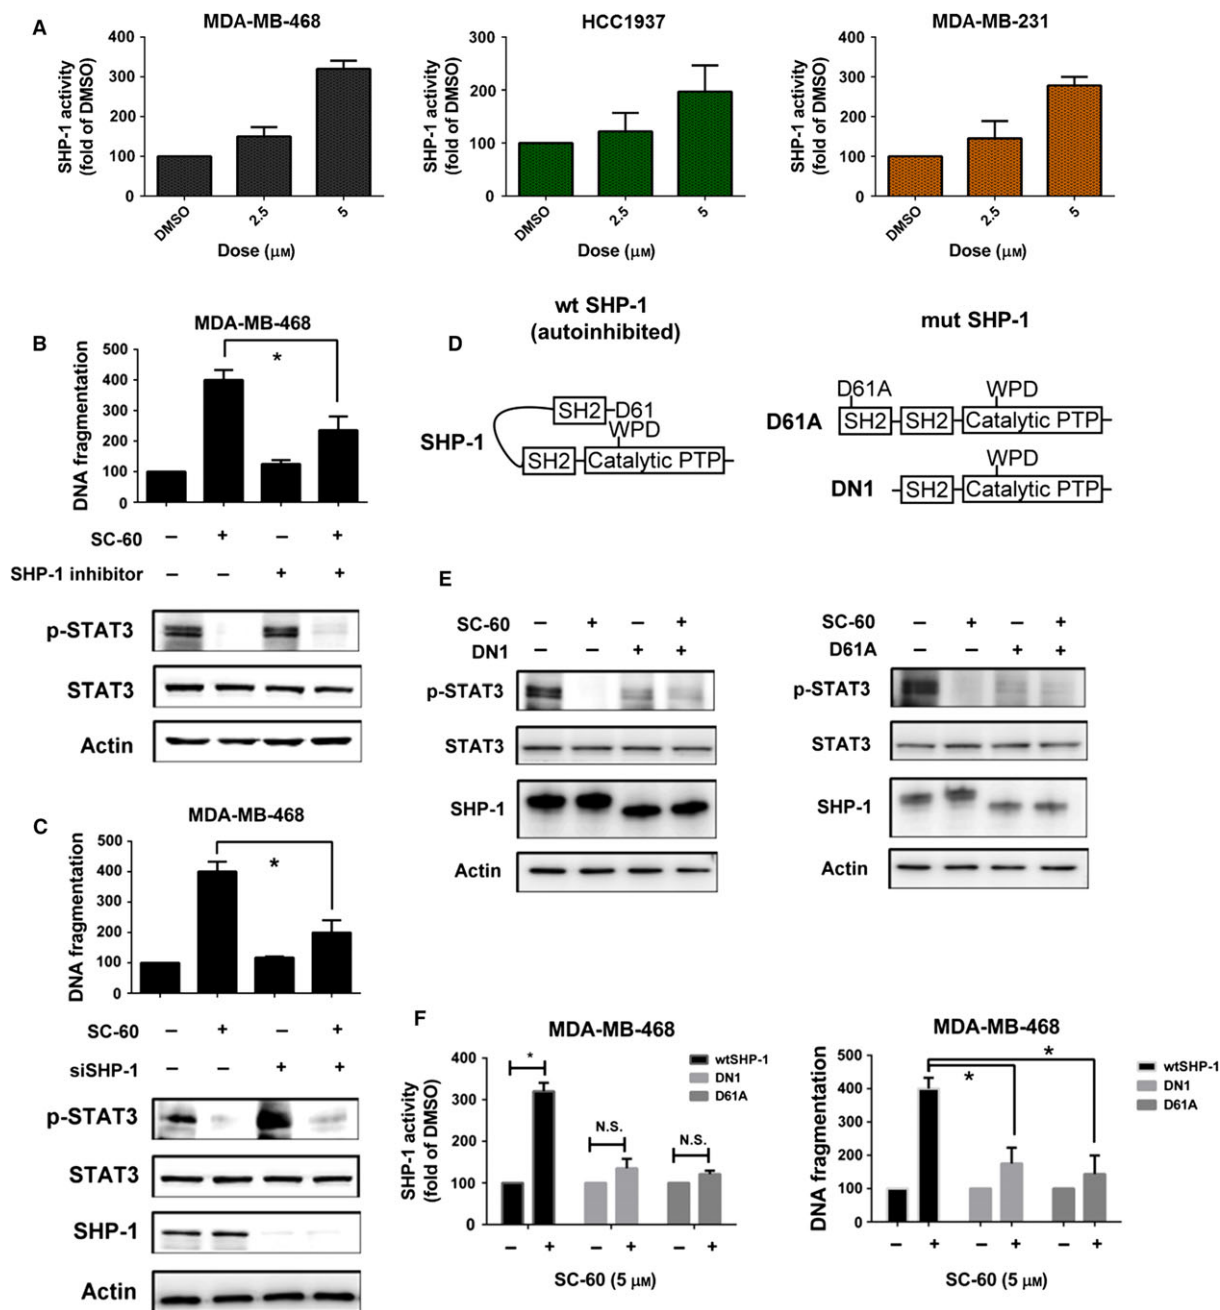 A
MDA-MB-468
SHP-1 activity
(fold of DMSO)
400
300
200
100
0
DMSO
2.5
5
Dose (μM)
HCC1937
SHP-1 activity
(fold of DMSO)
300
200
100
0
DMSO
2.5
5
Dose (μM)
MDA-MB-231
SHP-1 activity
(fold of DMSO)
400
300
200
100
0
DMSO
2.5
5
Dose (μM)
B
MDA-MB-468
DNA fragmentation
500
400
300
200
100
0
*
SC-60 – + – +
SHP-1 inhibitor – – + +
p-STAT3
STAT3
Actin
C
MDA-MB-468
DNA fragmentation
500
400
300
200
100
0
*
SC-60 – + – +
siSHP-1 – – + +
p-STAT3
STAT3
SHP-1
Actin
D
wt SHP-1
(autoinhibited)
SHP-1
SH2 D61
WPD
SH2 Catalytic PTP
mut SHP-1
D61A WPD
D61A SH2 SH2 Catalytic PTP
WPD
DN1 SH2 Catalytic PTP
E
SC-60 – + – +
DN1 – – + +
p-STAT3
STAT3
SHP-1
Actin
SC-60 – + – +
D61A – – + +
p-STAT3
STAT3
SHP-1
Actin
F
MDA-MB-468
SHP-1 activity
(fold of DMSO)
400
300
200
100
0
*
N.S.
N.S.
wtSHP-1
DN1
D61A
– + – + – +
SC-60 (5 μM)
MDA-MB-468
DNA fragmentation
500
400
300
200
100
0
*
*
wtSHP-1
DN1
D61A
– + – + – +
SC-60 (5 μM)